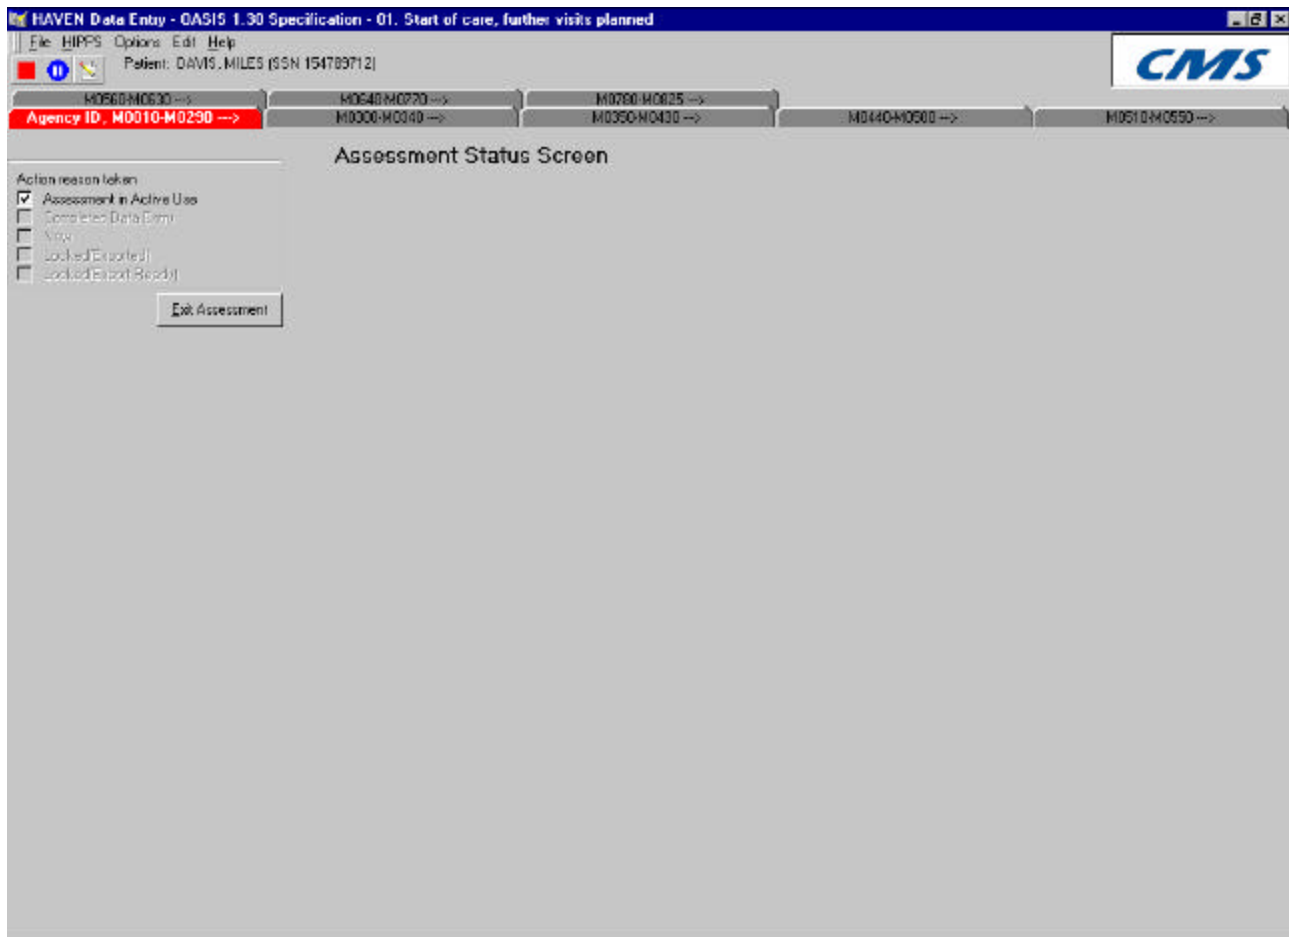 HAVEN Data Entry - OASIS 1.30 Specification - 01. Start of care, further visits planned
File HIPPS Options Edit Help
Patient: DAVIS, MILES (SSN 154789712)
CMS
M0560-M0630 --->
M0640-M0770 --->
M0780-M0825 --->
Agency ID, M0010-M0290 --->
M0300-M0340 --->
M0350-M0430 --->
M0440-M0500 --->
M0510-M0550 --->
Assessment Status Screen
Action reason taken
Assessment in Active Use
Completed Data Entry
New
Locked(Exported)
Locked(Export Ready)
Exit Assessment